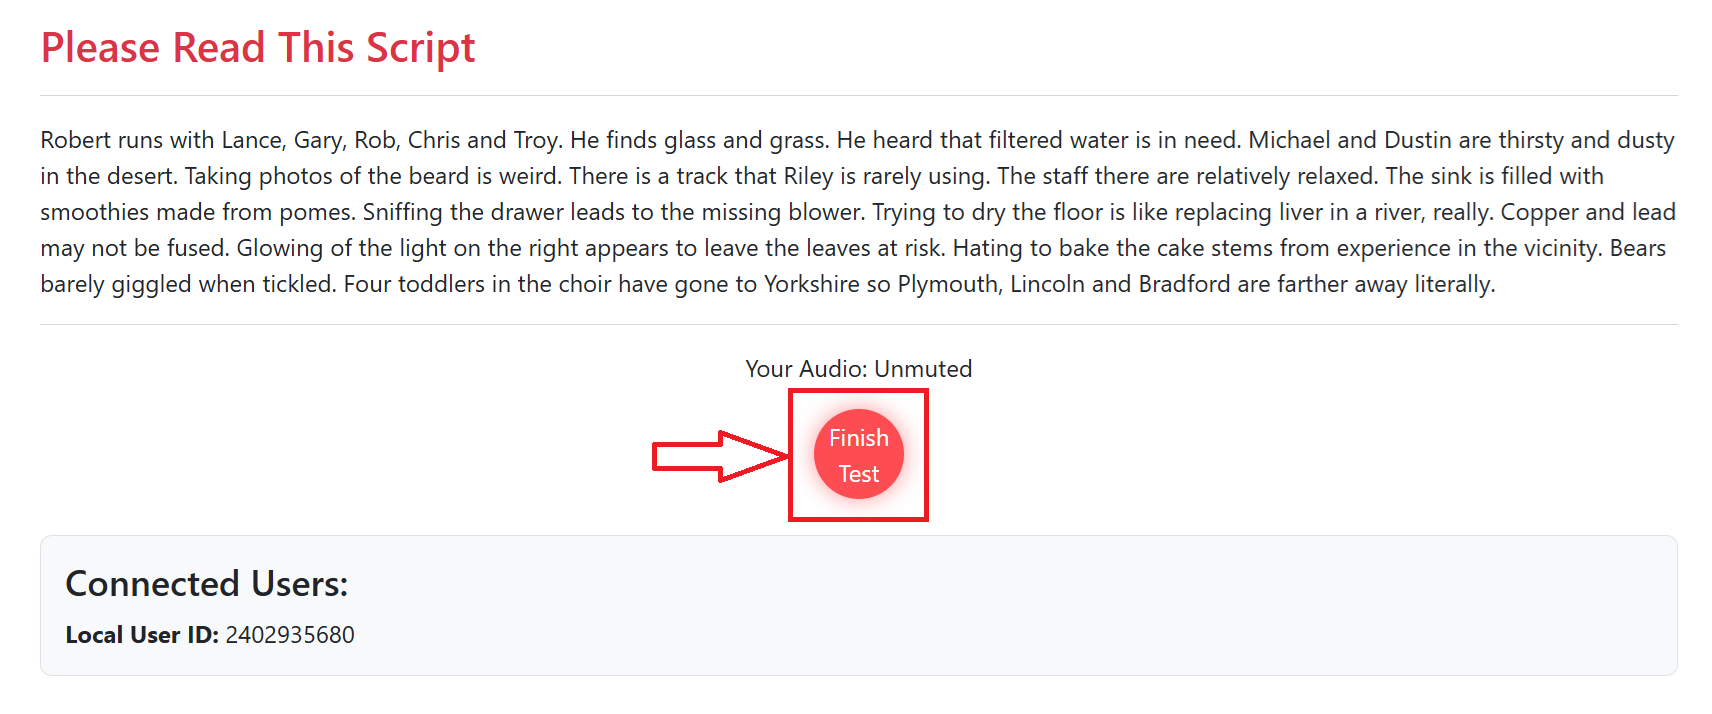 Please Read This Script
Robert runs with Lance, Gary, Rob, Chris and Troy. He finds glass and grass. He heard that filtered water is in need. Michael and Dustin are thirsty and dusty
in the desert. Taking photos of the beard is weird. There is a track that Riley is rarely using. The staff there are relatively relaxed. The sink is filled with
smoothies made from pomes. Sniffing the drawer leads to the missing blower. Trying to dry the floor is like replacing liver in a river, really. Copper and lead
may not be fused. Glowing of the light on the right appears to leave the leaves at risk. Hating to bake the cake stems from experience in the vicinity. Bears
barely giggled when tickled. Four toddlers in the choir have gone to Yorkshire so Plymouth, Lincoln and Bradford are farther away literally.
Your Audio: Unmuted
Finish
Test
Connected Users:
Local User ID: 2402935680